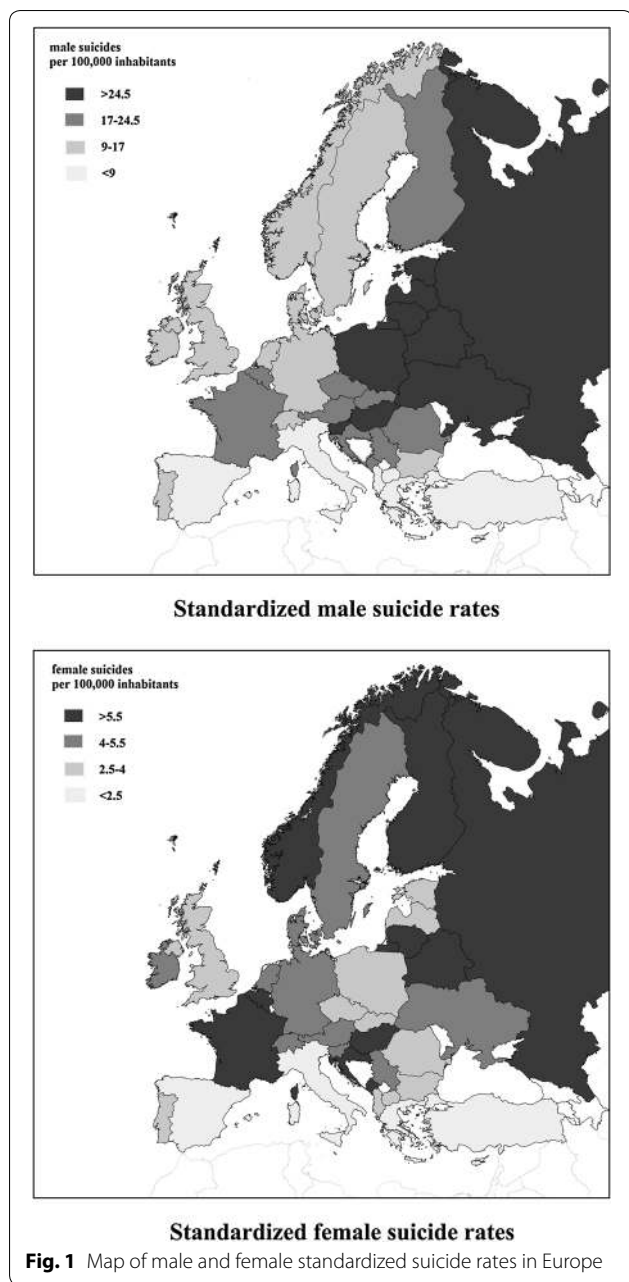 male suicides
per 100,000 inhabitants
>24.5
17-24.5
9-17
<9
Standardized male suicide rates
female suicides
per 100,000 inhabitants
>5.5
4-5.5
2.5-4
<2.5
Standardized female suicide rates
Fig. 1 Map of male and female standardized suicide rates in Europe